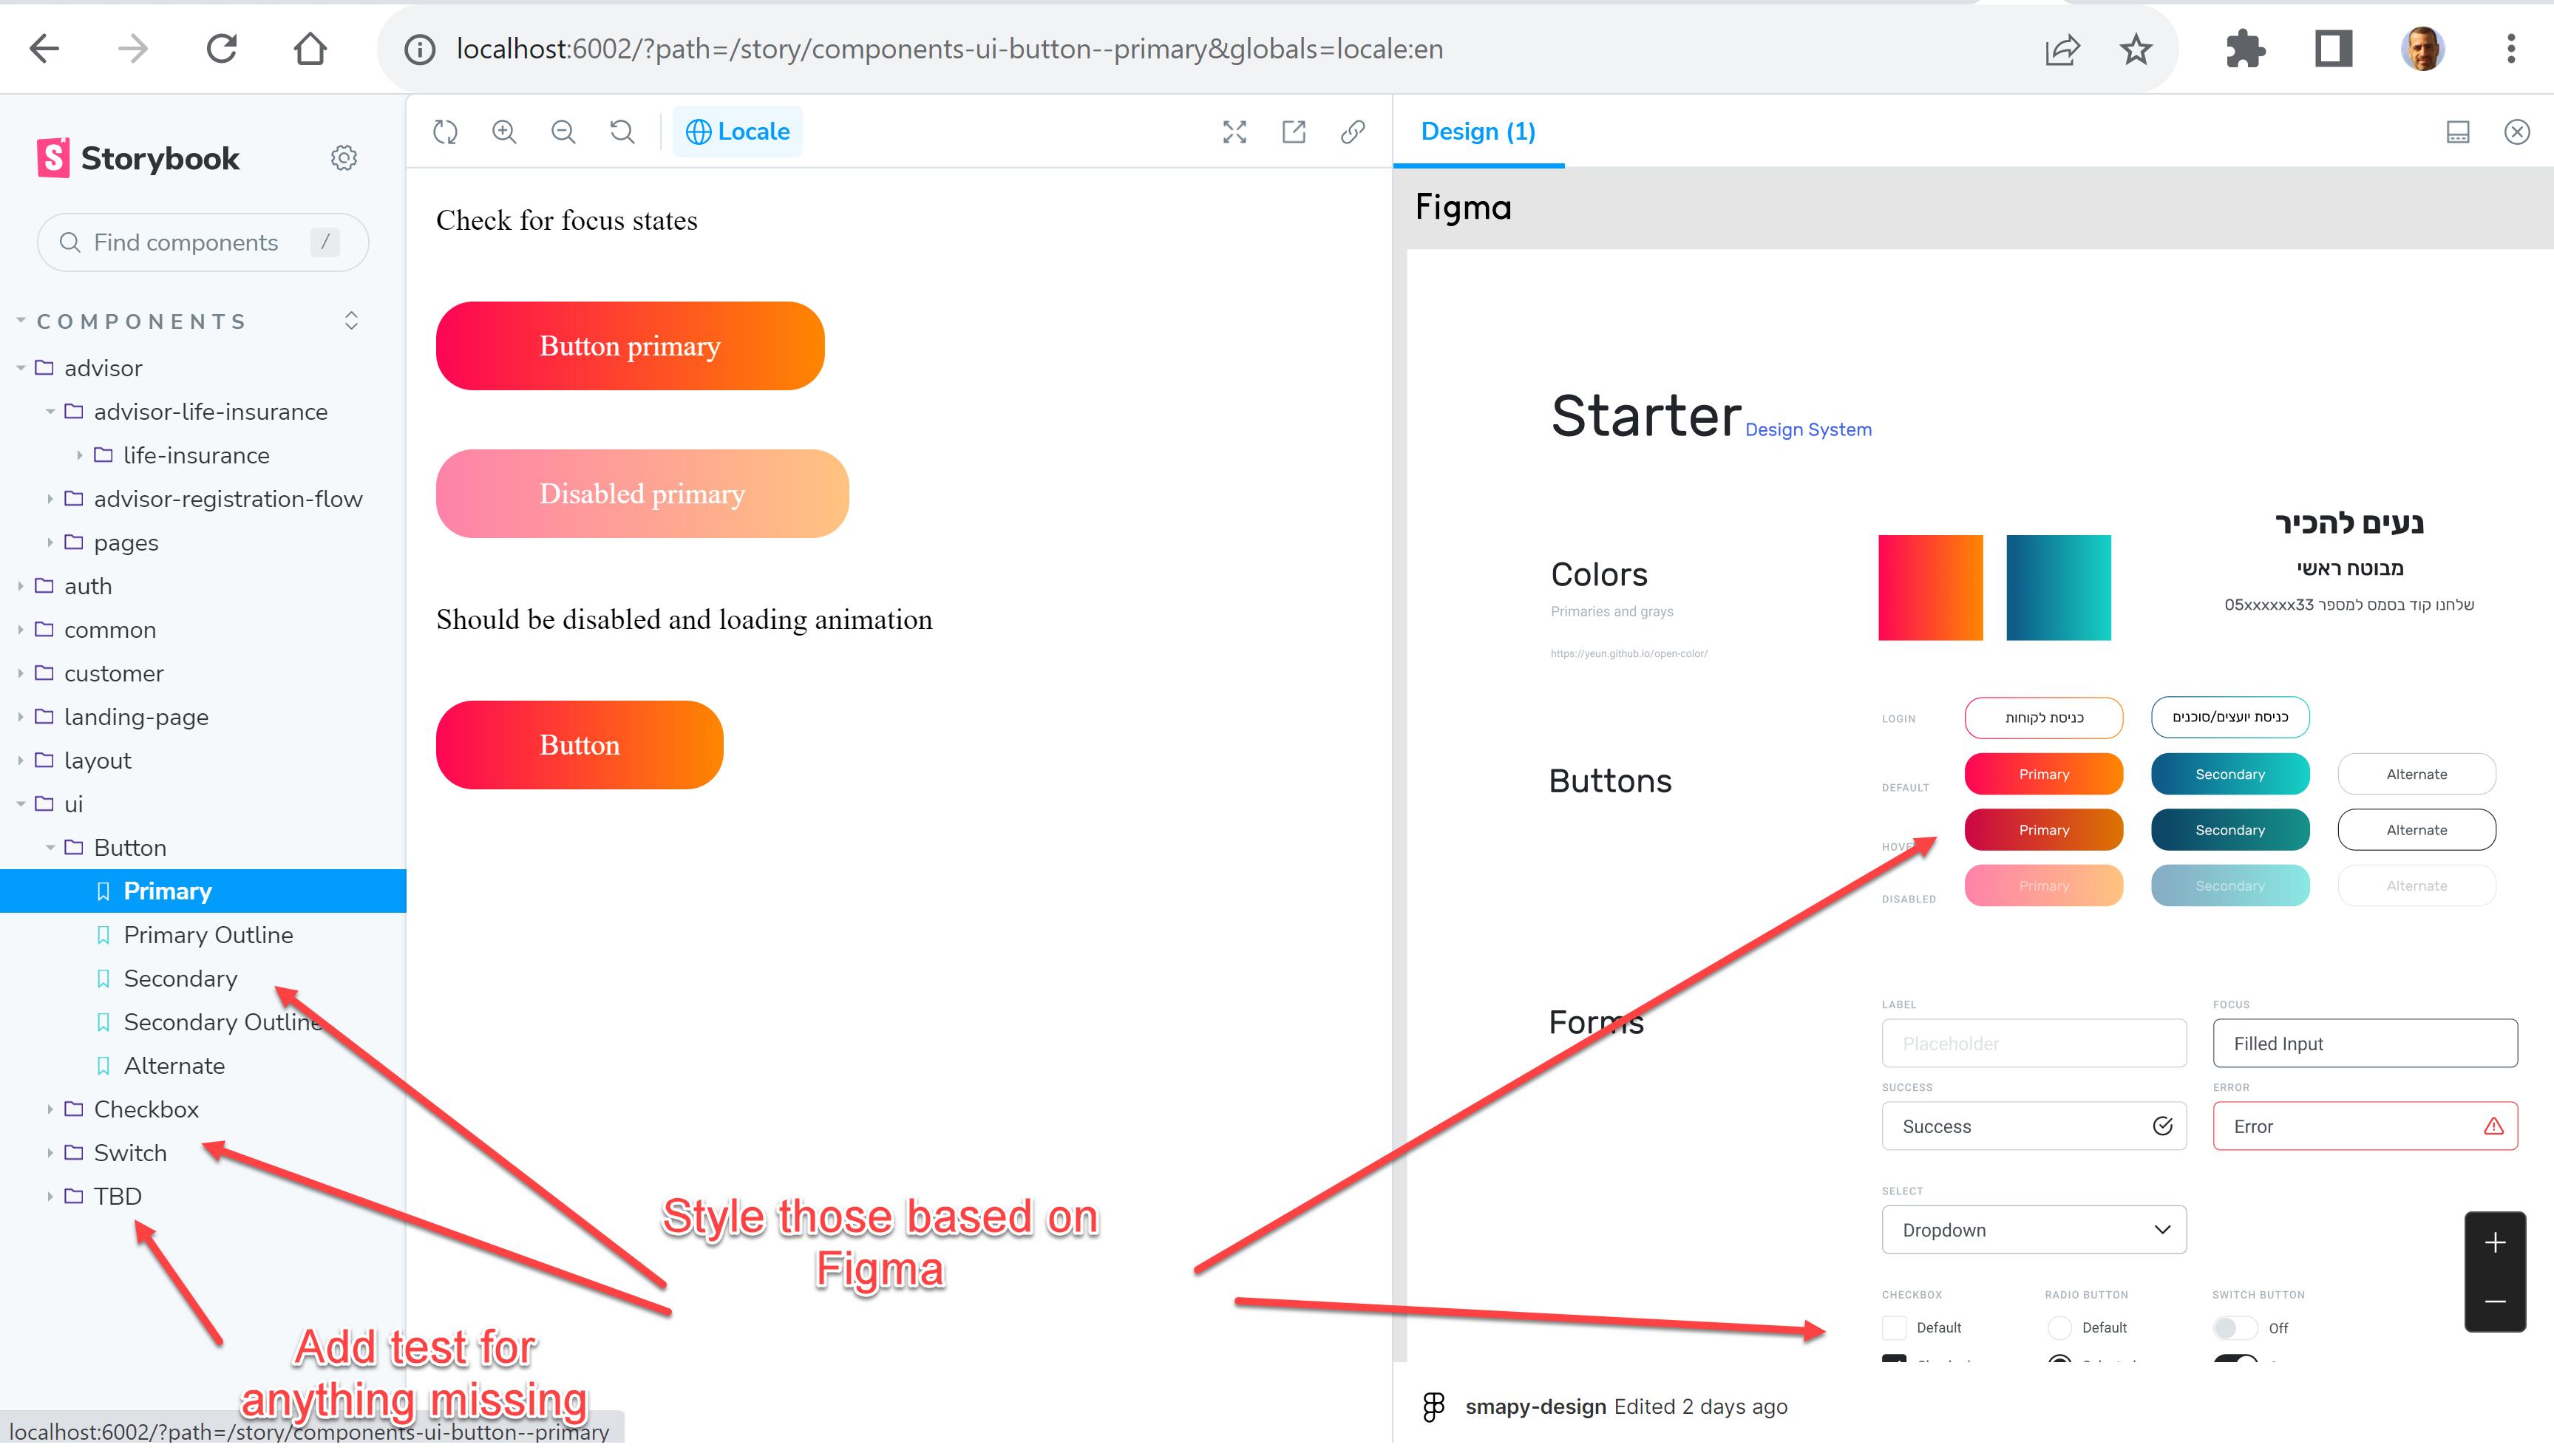 localhost:6002/?path=/story/components-ui-button--primary&globals=locale:en
Storybook
Find components /
COMPONENTS
advisor
advisor-life-insurance
life-insurance
advisor-registration-flow
pages
auth
common
customer
landing-page
layout
ui
Button
Primary
Primary Outline
Secondary
Secondary Outline
Alternate
Checkbox
Switch
TBD
Locale
Check for focus states
Button primary
Disabled primary
Should be disabled and loading animation
Button
Style those based on
Figma
Add test for
anything missing
localhost:6002/?path=/story/components-ui-button--primary
Design (1)
Figma
Starter Design System
Colors
Primaries and grays
https://yeun.github.io/open-color/
נעים להכיר
מבוטח ראשי
שלחנו קוד בסמס למספר 05xxxxxx33
Buttons
LOGIN
כניסת לקוחות
כניסת יועצים/סוכנים
DEFAULT
Primary
Secondary
Alternate
Primary
Secondary
Alternate
DISABLED
Primary
Secondary
Alternate
Forms
LABEL
Placeholder
FOCUS
Filled Input
SUCCESS
Success
ERROR
Error
SELECT
Dropdown
CHECKBOX
Default
RADIO BUTTON
Default
SWITCH BUTTON
Off
smapy-design Edited 2 days ago